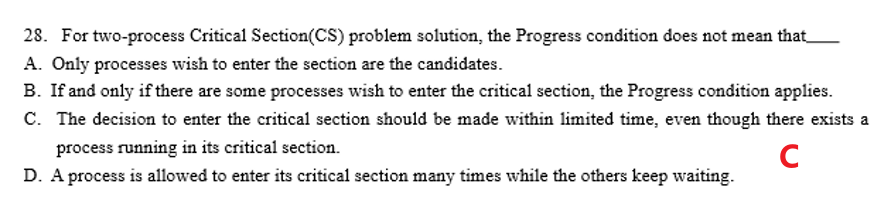 28. For two-process Critical Section(CS) problem solution, the Progress condition does not mean that____
A. Only processes wish to enter the section are the candidates.
B. If and only if there are some processes wish to enter the critical section, the Progress condition applies.
C. The decision to enter the critical section should be made within limited time, even though there exists a
process running in its critical section.
C
D. A process is allowed to enter its critical section many times while the others keep waiting.